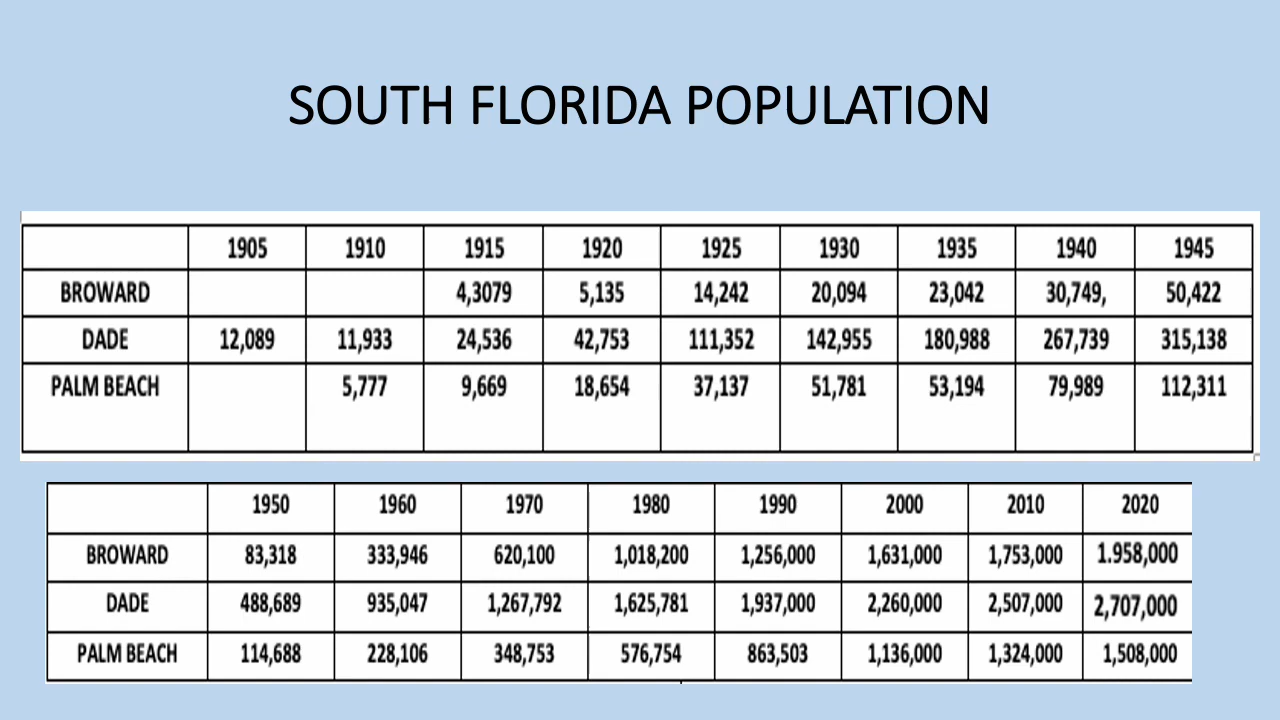 SOUTH FLORIDA POPULATION
1905 1910 1915 1920 1925 1930 1935 1940 1945
BROWARD 4,3079 5,135 14,242 20,094 23,042 30,749, 50,422
DADE 12,089 11,933 24,536 42,753 111,352 142,955 180,988 267,739 315,138
PALM BEACH 5,777 9,669 18,654 37,137 51,781 53,194 79,989 112,311
1950 1960 1970 1980 1990 2000 2010 2020
BROWARD 83,318 333,946 620,100 1,018,200 1,256,000 1,631,000 1,753,000 1.958,000
DADE 488,689 935,047 1,267,792 1,625,781 1,937,000 2,260,000 2,507,000 2,707,000
PALM BEACH 114,688 228,106 348,753 576,754 863,503 1,136,000 1,324,000 1,508,000